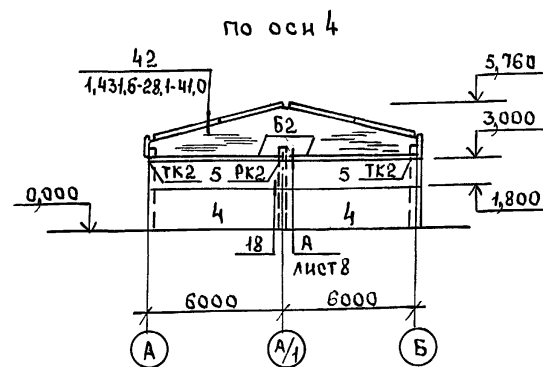 по оси 4
42
1,431,6-28,1-41,0
5,760
Б2
3,000
ТК2 5 РК2 5 ТК2
0,000
4 4
1,800
18 А
лист 8
6000 6000
А А/1 Б